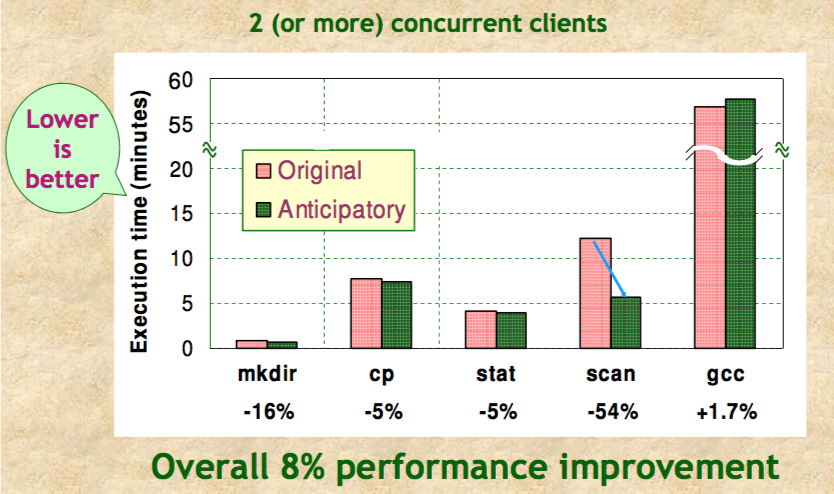 2 (or more) concurrent clients
Lower
is
better
Execution time (minutes)
60
55
20
15
10
5
0
Original
Anticipatory
mkdir cp stat scan gcc
-16% -5% -5% -54% +1.7%
Overall 8% performance improvement